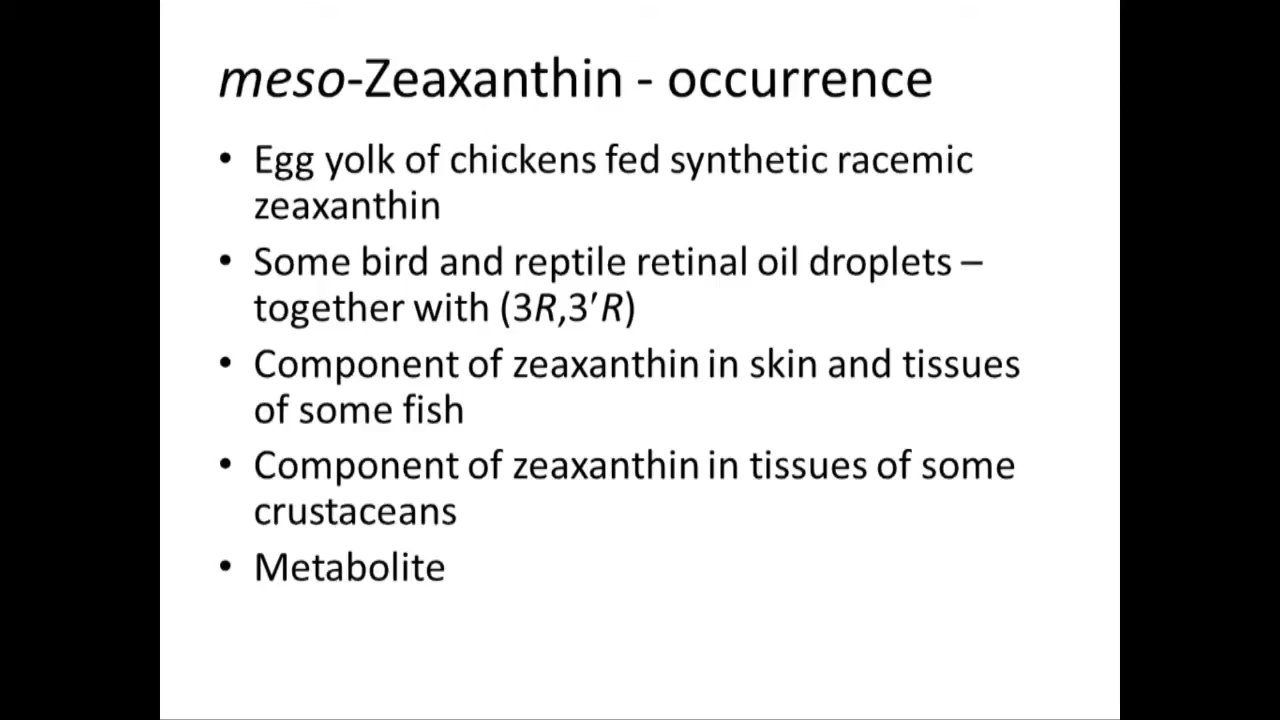 meso-Zeaxanthin - occurrence
• Egg yolk of chickens fed synthetic racemic
zeaxanthin
• Some bird and reptile retinal oil droplets –
together with (3R,3′R)
• Component of zeaxanthin in skin and tissues
of some fish
• Component of zeaxanthin in tissues of some
crustaceans
• Metabolite